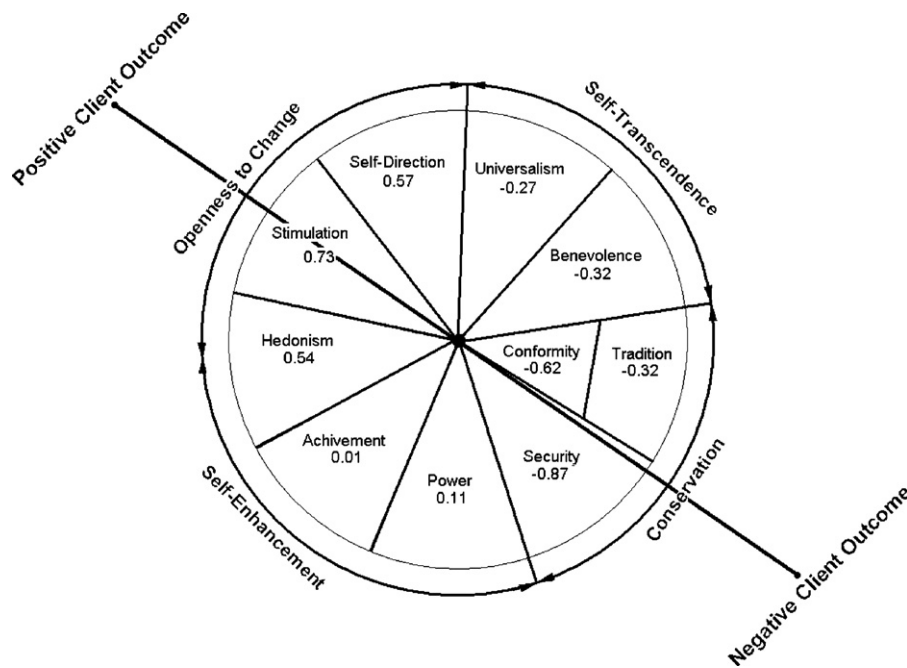 Positive Client Outcome
Openness to Change
Self-Transcendence
Self-Direction
0.57
Universalism
-0.27
Stimulation
0.73
Benevolence
-0.32
Hedonism
0.54
Conformity
-0.62
Tradition
-0.32
Achivement
0.01
Power
0.11
Security
-0.87
Self-Enhancement
Conservation
Negative Client Outcome